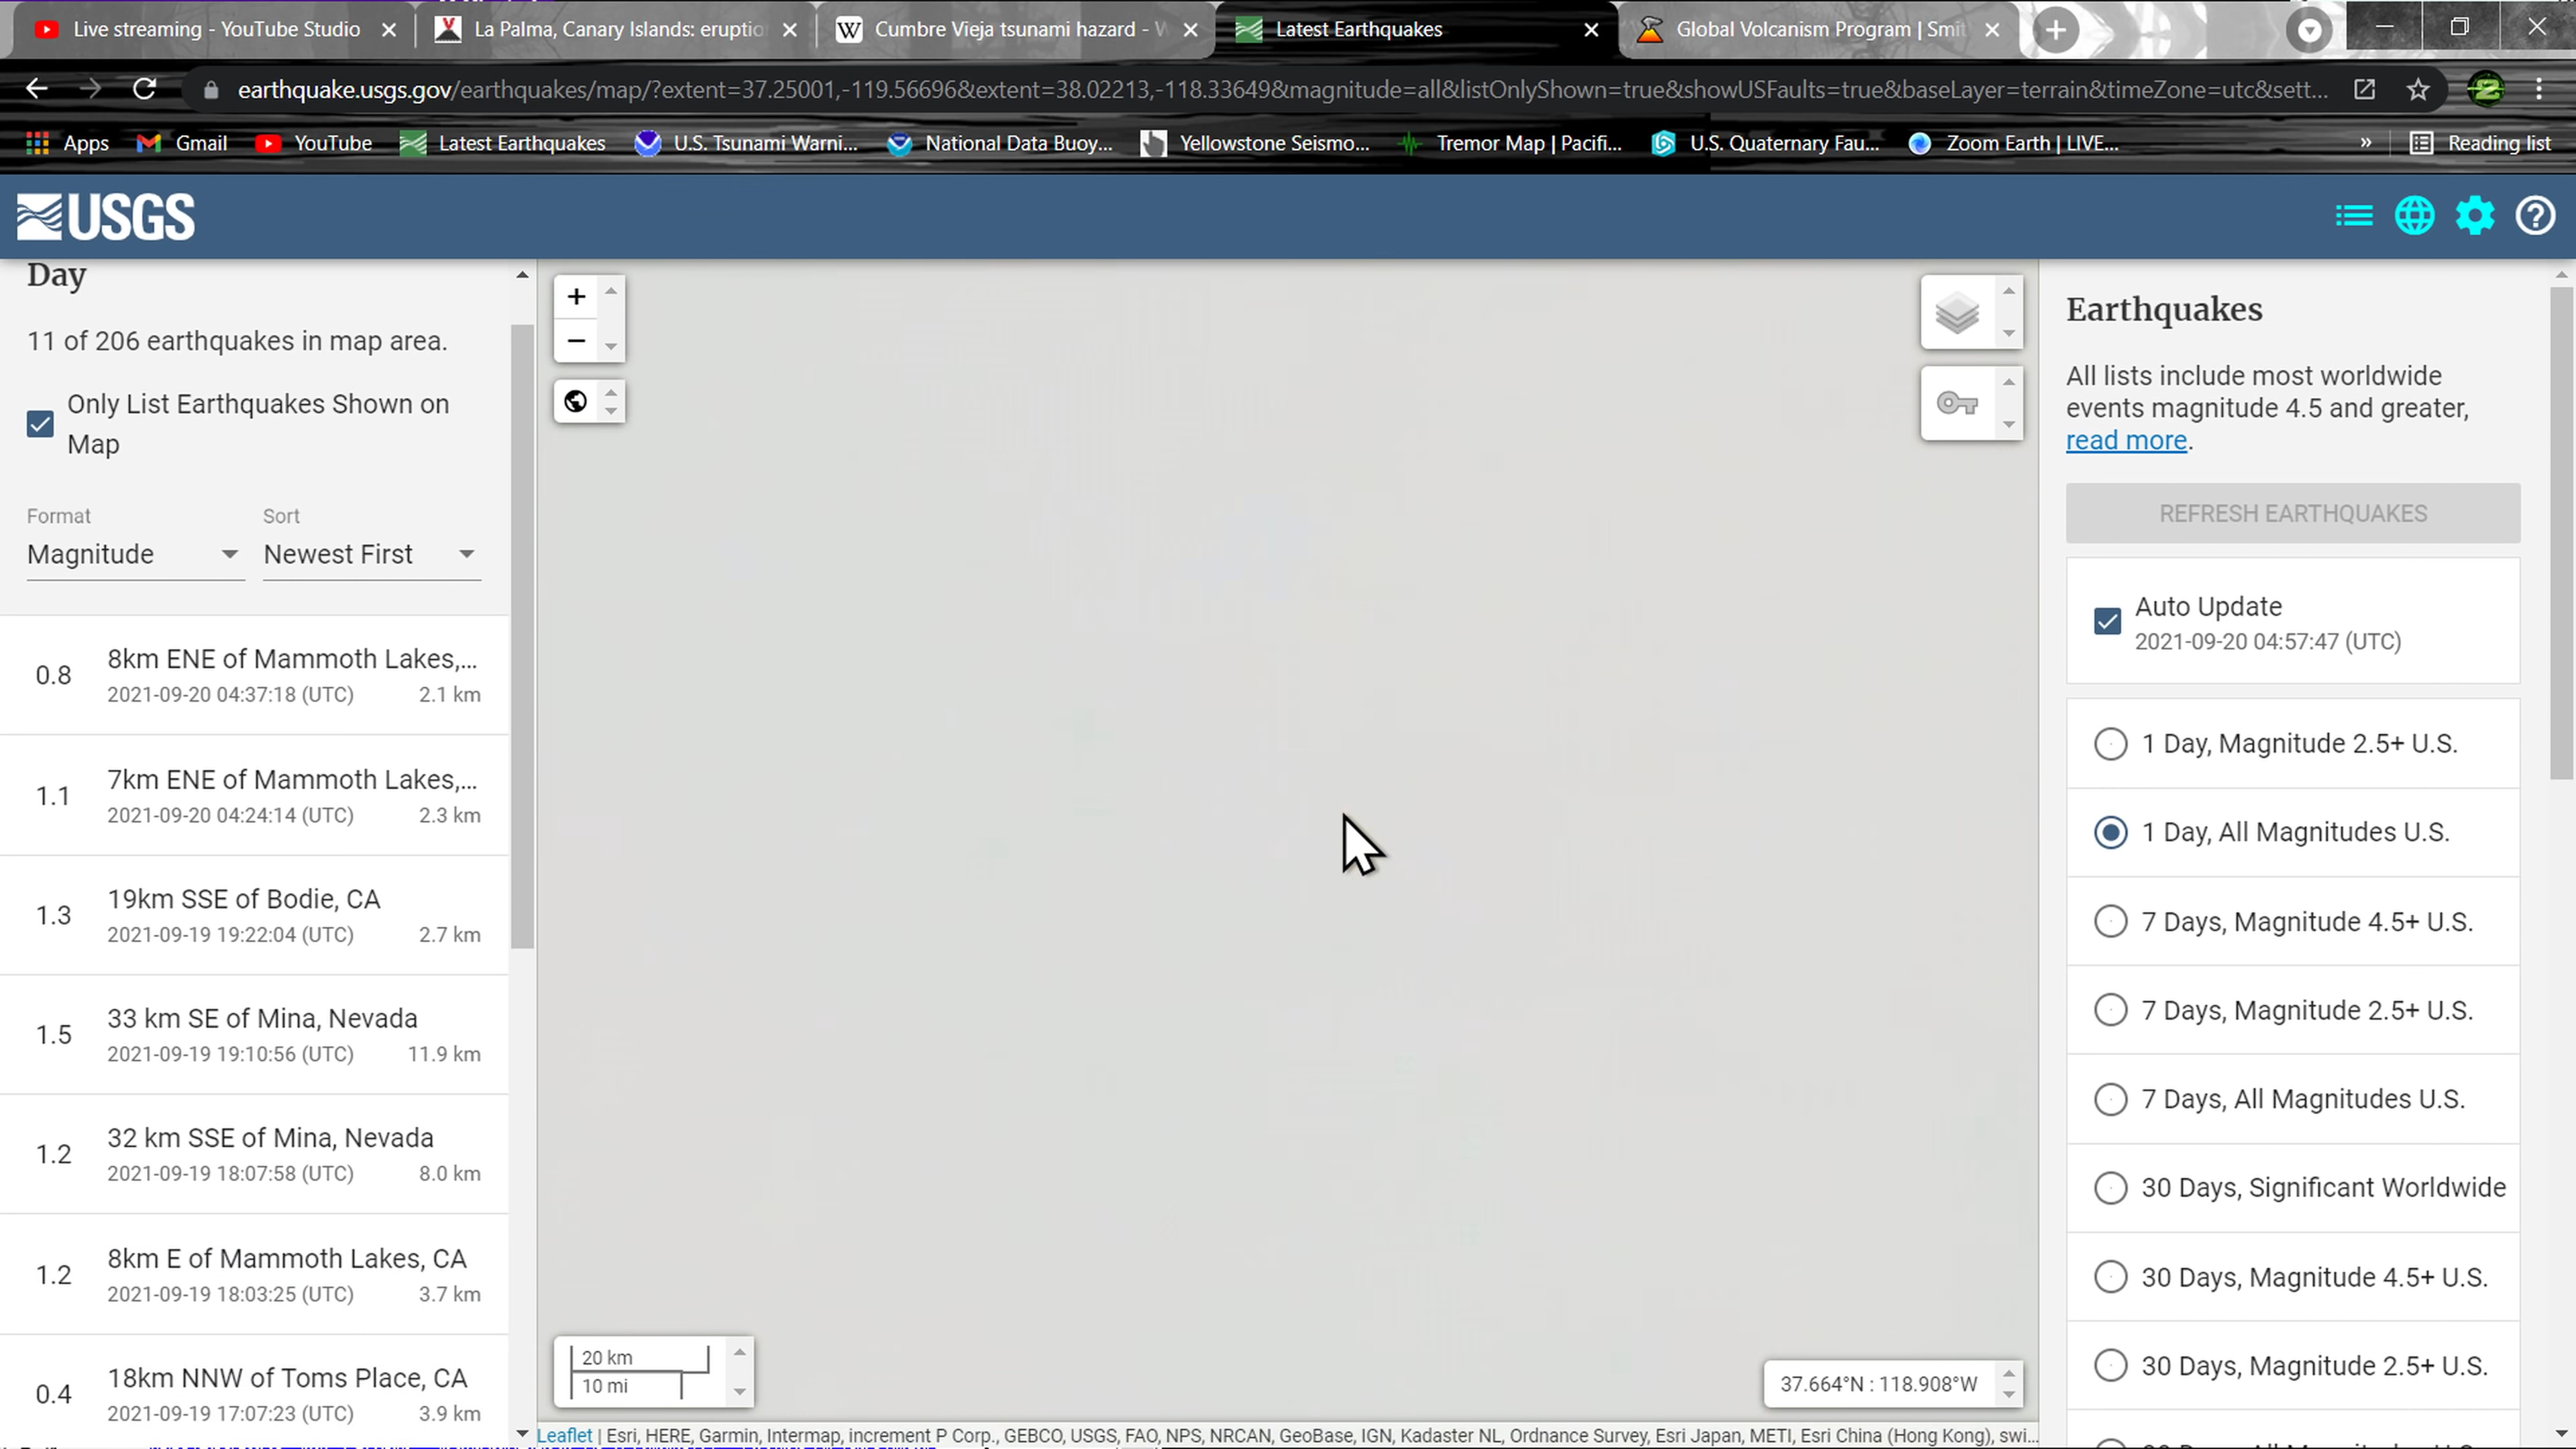 Live streaming - YouTube Studio
La Palma, Canary Islands: eruptio
Cumbre Vieja tsunami hazard - W
Latest Earthquakes
Global Volcanism Program | Smit
earthquake.usgs.gov/earthquakes/map/?extent=37.25001,-119.56696&extent=38.02213,-118.33649&magnitude=all&listOnlyShown=true&showUSFaults=true&baseLayer=terrain&timeZone=utc&sett...
Apps
Gmail
YouTube
Latest Earthquakes
U.S. Tsunami Warni...
National Data Buoy...
Yellowstone Seismo...
Tremor Map | Pacifi...
U.S. Quaternary Fau...
Zoom Earth | LIVE...
»
Reading list
USGS
Day
11 of 206 earthquakes in map area.
Only List Earthquakes Shown on
Map
Format
Sort
Magnitude
Newest First
0.8
8km ENE of Mammoth Lakes,...
2021-09-20 04:37:18 (UTC) 2.1 km
1.1
7km ENE of Mammoth Lakes,...
2021-09-20 04:24:14 (UTC) 2.3 km
1.3
19km SSE of Bodie, CA
2021-09-19 19:22:04 (UTC) 2.7 km
1.5
33 km SE of Mina, Nevada
2021-09-19 19:10:56 (UTC) 11.9 km
1.2
32 km SSE of Mina, Nevada
2021-09-19 18:07:58 (UTC) 8.0 km
1.2
8km E of Mammoth Lakes, CA
2021-09-19 18:03:25 (UTC) 3.7 km
0.4
18km NNW of Toms Place, CA
2021-09-19 17:07:23 (UTC) 3.9 km
+
−
20 km
10 mi
37.664°N : 118.908°W
Leaflet | Esri, HERE, Garmin, Intermap, increment P Corp., GEBCO, USGS, FAO, NPS, NRCAN, GeoBase, IGN, Kadaster NL, Ordnance Survey, Esri Japan, METI, Esri China (Hong Kong), swi...
Earthquakes
All lists include most worldwide
events magnitude 4.5 and greater,
read more.
REFRESH EARTHQUAKES
Auto Update
2021-09-20 04:57:47 (UTC)
1 Day, Magnitude 2.5+ U.S.
1 Day, All Magnitudes U.S.
7 Days, Magnitude 4.5+ U.S.
7 Days, Magnitude 2.5+ U.S.
7 Days, All Magnitudes U.S.
30 Days, Significant Worldwide
30 Days, Magnitude 4.5+ U.S.
30 Days, Magnitude 2.5+ U.S.